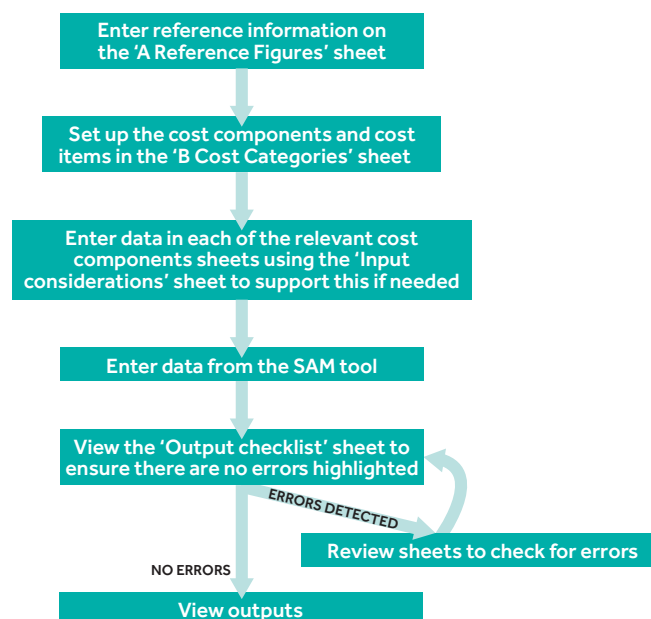 Enter reference information on
the ‘A Reference Figures’ sheet
Set up the cost components and cost
items in the ‘B Cost Categories’ sheet
Enter data in each of the relevant cost
components sheets using the ‘Input
considerations’ sheet to support this if needed
Enter data from the SAM tool
View the ‘Output checklist’ sheet to
ensure there are no errors highlighted
ERRORS DETECTED
Review sheets to check for errors
NO ERRORS
View outputs